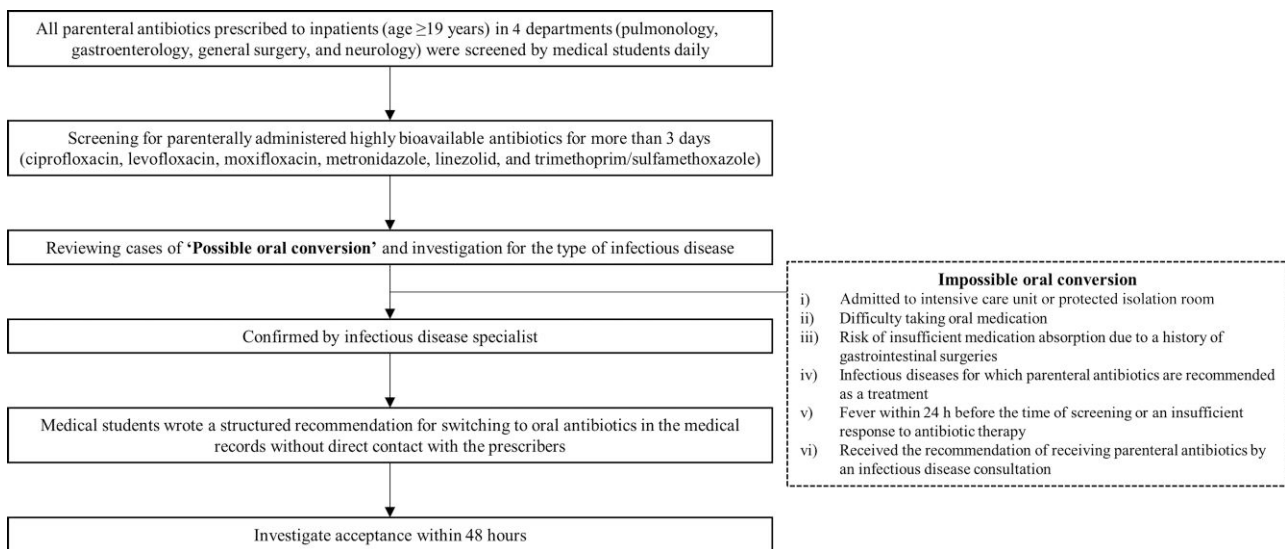 All parenteral antibiotics prescribed to inpatients (age ≥19 years) in 4 departments (pulmonology,
gastroenterology, general surgery, and neurology) were screened by medical students daily
Screening for parenterally administered highly bioavailable antibiotics for more than 3 days
(ciprofloxacin, levofloxacin, moxifloxacin, metronidazole, linezolid, and trimethoprim/sulfamethoxazole)
Reviewing cases of ‘Possible oral conversion’ and investigation for the type of infectious disease
Impossible oral conversion
i) Admitted to intensive care unit or protected isolation room
ii) Difficulty taking oral medication
iii) Risk of insufficient medication absorption due to a history of
gastrointestinal surgeries
iv) Infectious diseases for which parenteral antibiotics are recommended
as a treatment
v) Fever within 24 h before the time of screening or an insufficient
response to antibiotic therapy
vi) Received the recommendation of receiving parenteral antibiotics by
an infectious disease consultation
Confirmed by infectious disease specialist
Medical students wrote a structured recommendation for switching to oral antibiotics in the medical
records without direct contact with the prescribers
Investigate acceptance within 48 hours